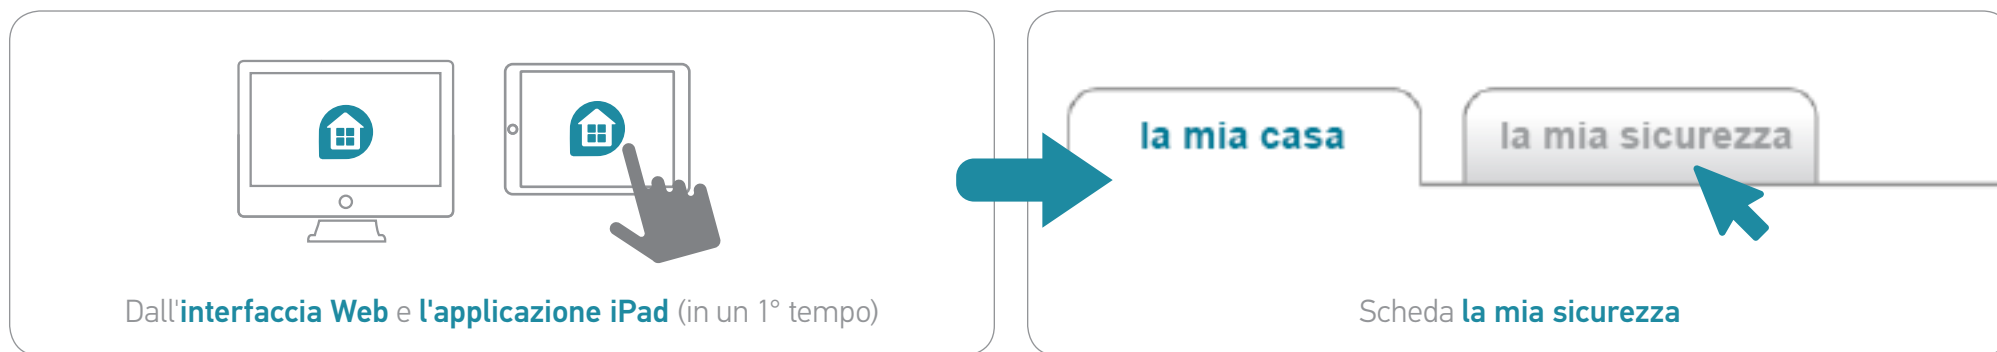 la mia casa
la mia sicurezza
Dall'interfaccia Web e l'applicazione iPad (in un 1° tempo)
Scheda la mia sicurezza